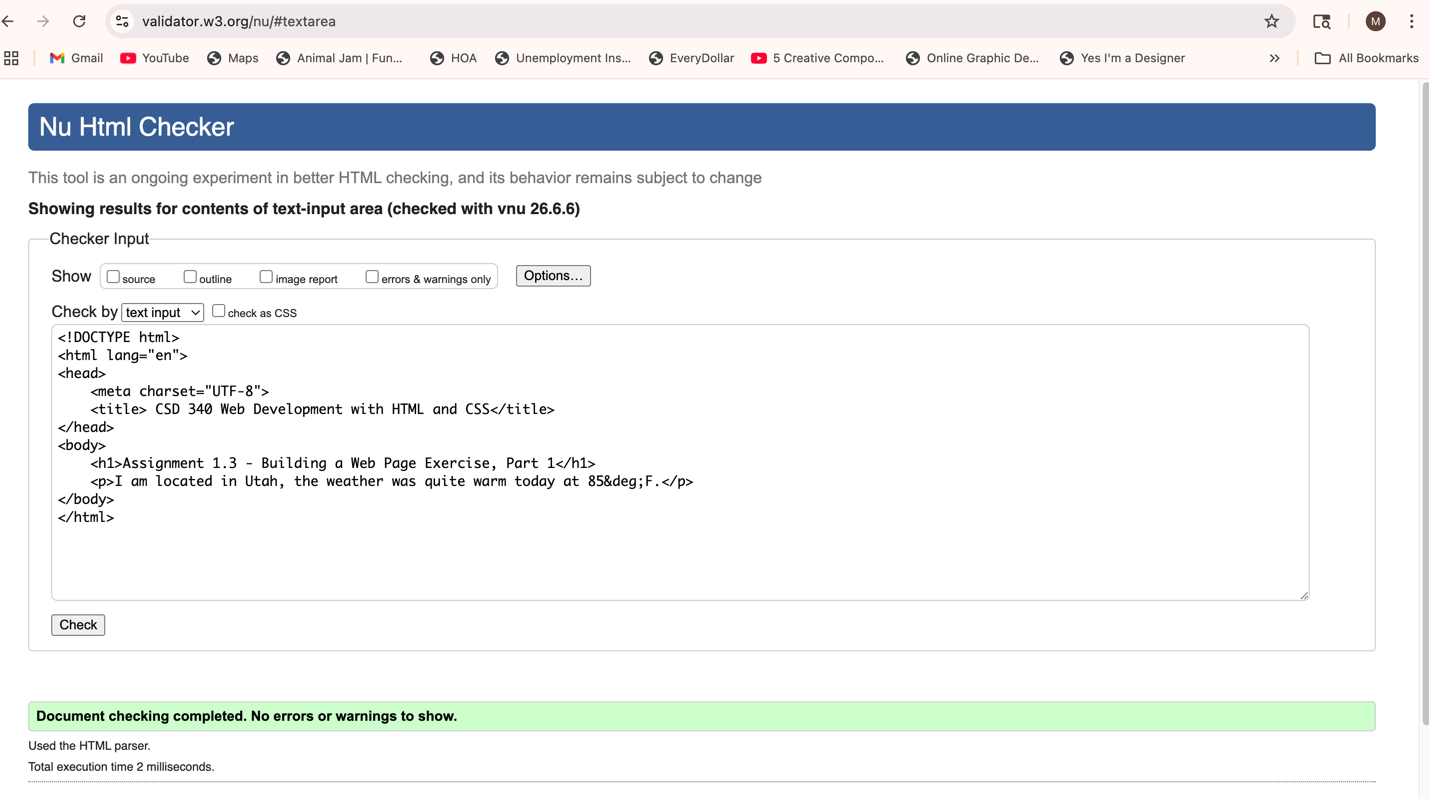 validator.w3.org/nu/#textarea
M
Gmail YouTube Maps Animal Jam | Fun... HOA Unemployment Ins... EveryDollar 5 Creative Compo... Online Graphic De... Yes I'm a Designer » All Bookmarks
Nu Html Checker
This tool is an ongoing experiment in better HTML checking, and its behavior remains subject to change
Showing results for contents of text-input area (checked with vnu 26.6.6)
Checker Input
Show source outline image report errors & warnings only Options...
Check by text input check as CSS
<!DOCTYPE html>
<html lang="en">
<head>
    <meta charset="UTF-8">
    <title> CSD 340 Web Development with HTML and CSS</title>
</head>
<body>
    <h1>Assignment 1.3 - Building a Web Page Exercise, Part 1</h1>
    <p>I am located in Utah, the weather was quite warm today at 85&deg;F.</p>
</body>
</html>
Check
Document checking completed. No errors or warnings to show.
Used the HTML parser.
Total execution time 2 milliseconds.